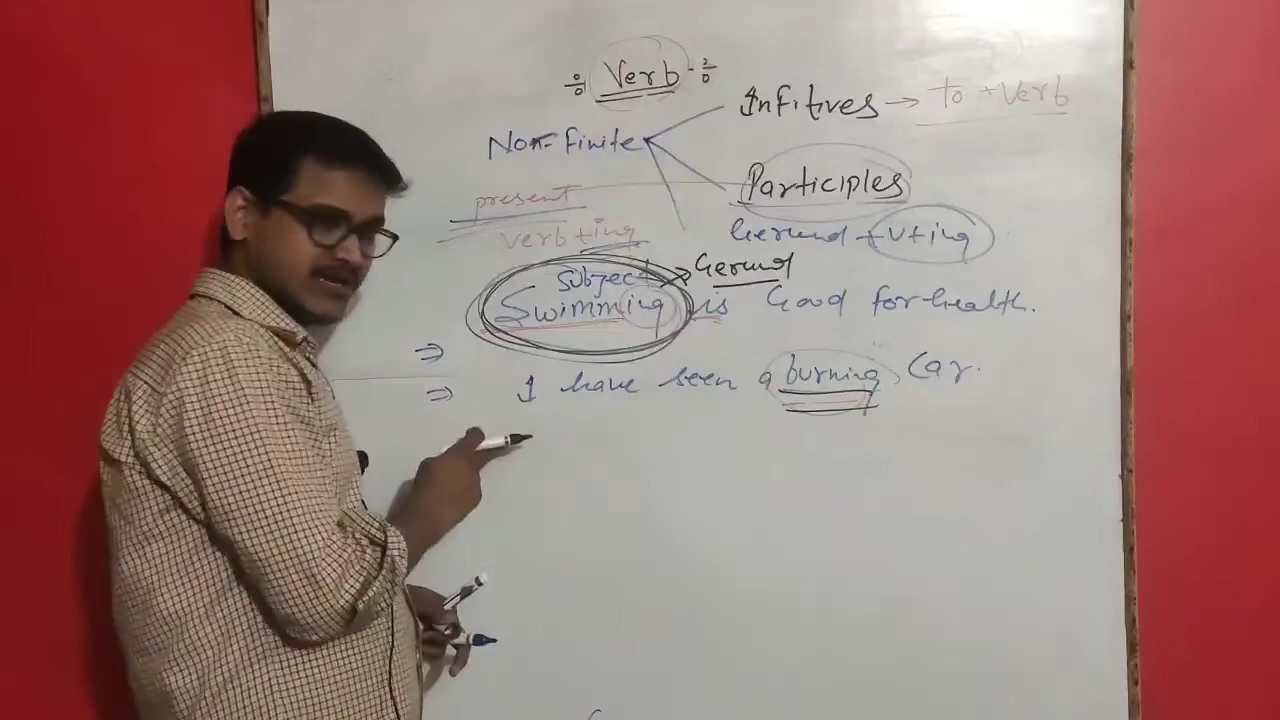 Verb
Infitives → to + Verb
Non-finite
Participles
present
Verb + ing
Gerund + V+ing
subject → Gerund
Swimming is Good for health.
⇒
⇒ I have seen a burning Car.